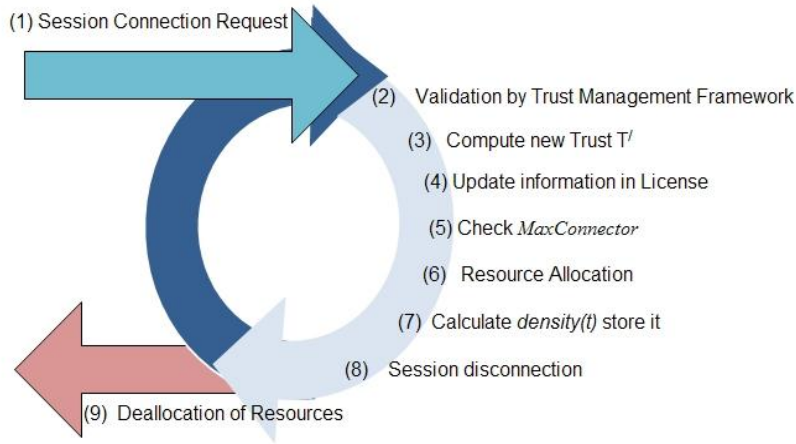 (1) Session Connection Request
(2) Validation by Trust Management Framework
(3) Compute new Trust T/
(4) Update information in License
(5) Check MaxConnector
(6) Resource Allocation
(7) Calculate density(t) store it
(8) Session disconnection
(9) Deallocation of Resources